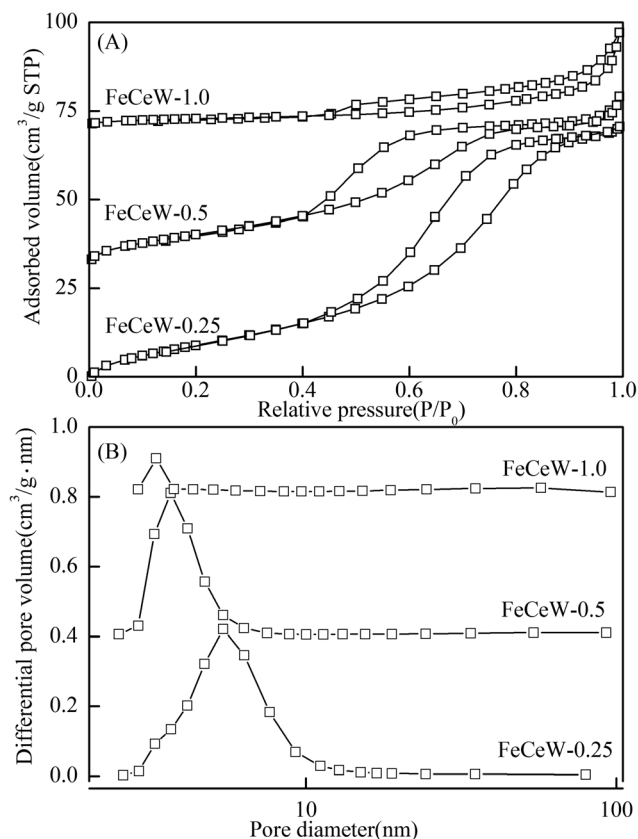 (A)
100
75
50
25
0
Adsorbed volume(cm³/g STP)
FeCeW-1.0
FeCeW-0.5
FeCeW-0.25
0.0 0.2 0.4 0.6 0.8 1.0
Relative pressure(P/P₀)
(B)
1.0
0.8
0.6
0.4
0.2
0.0
Differential pore volume(cm³/g·nm)
FeCeW-1.0
FeCeW-0.5
FeCeW-0.25
10 100
Pore diameter(nm)